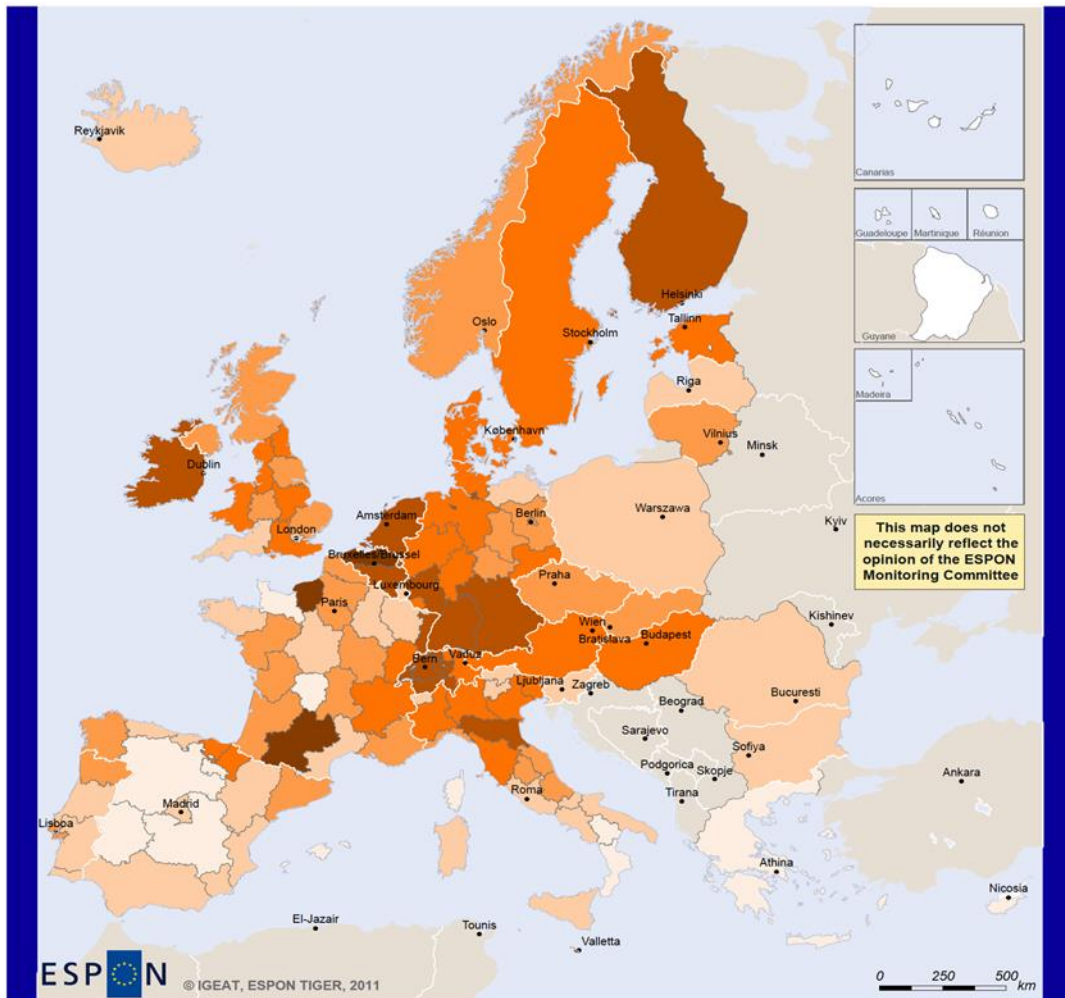 Reykjavik
Canarias
Guadeloupe
Martinique
Réunion
Guyane
Madeira
Acores
Oslo
Stockholm
Helsinki
Tallinn
Riga
Vilnius
Minsk
København
Dublin
London
Amsterdam
Berlin
Warszawa
Kyiv
Bruxelles/Brussel
Luxembourg
Praha
Paris
Wien
Bratislava
Budapest
Kishinev
Bern
Vaduz
Ljubljana
Zagreb
Beograd
Bucuresti
Sarajevo
Sofiya
Podgorica
Skopje
Tirana
Roma
Madrid
Lisboa
Ankara
Athina
Nicosia
El-Jazair
Tounis
Valletta
This map does not
necessarily reflect the
opinion of the ESPON
Monitoring Committee
ESPON
© IGEAT, ESPON TIGER, 2011
0 250 500
km